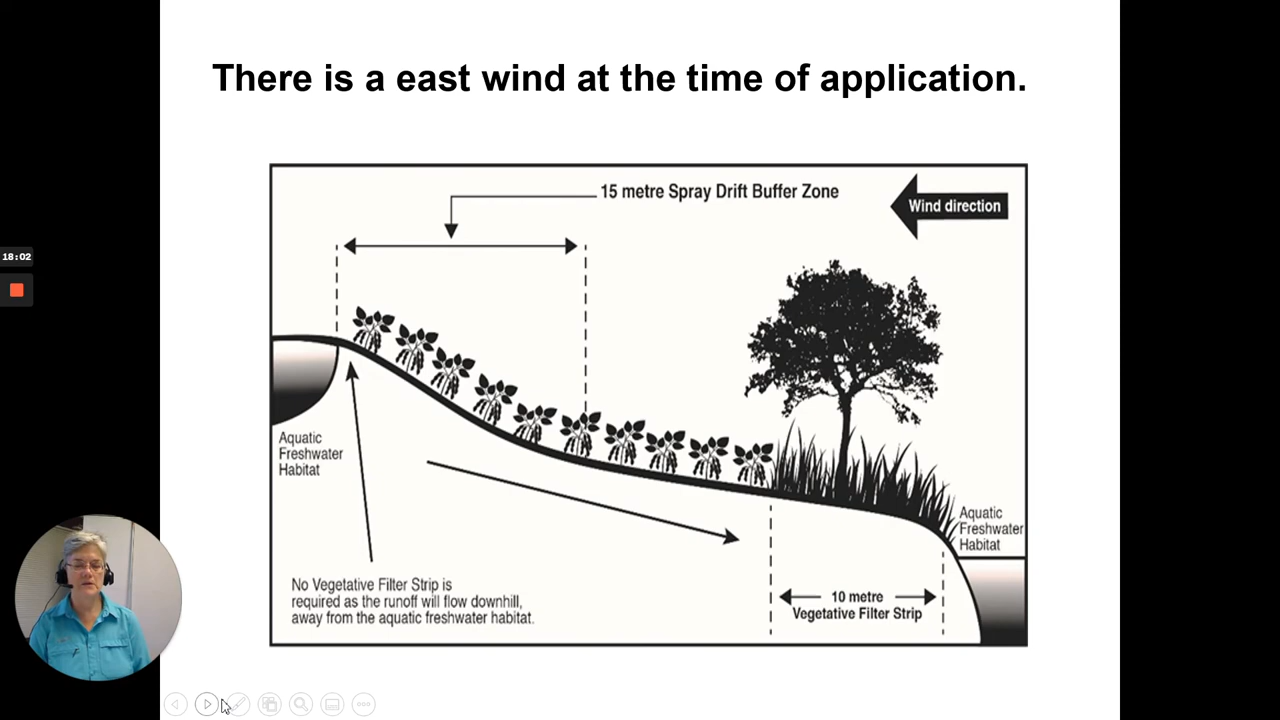 There is a east wind at the time of application.
15 metre Spray Drift Buffer Zone
Wind direction
18:02
Aquatic
Freshwater
Habitat
Aquatic
Freshwater
Habitat
No Vegetative Filter Strip is
required as the runoff will flow downhill,
away from the aquatic freshwater habitat.
10 metre
Vegetative Filter Strip